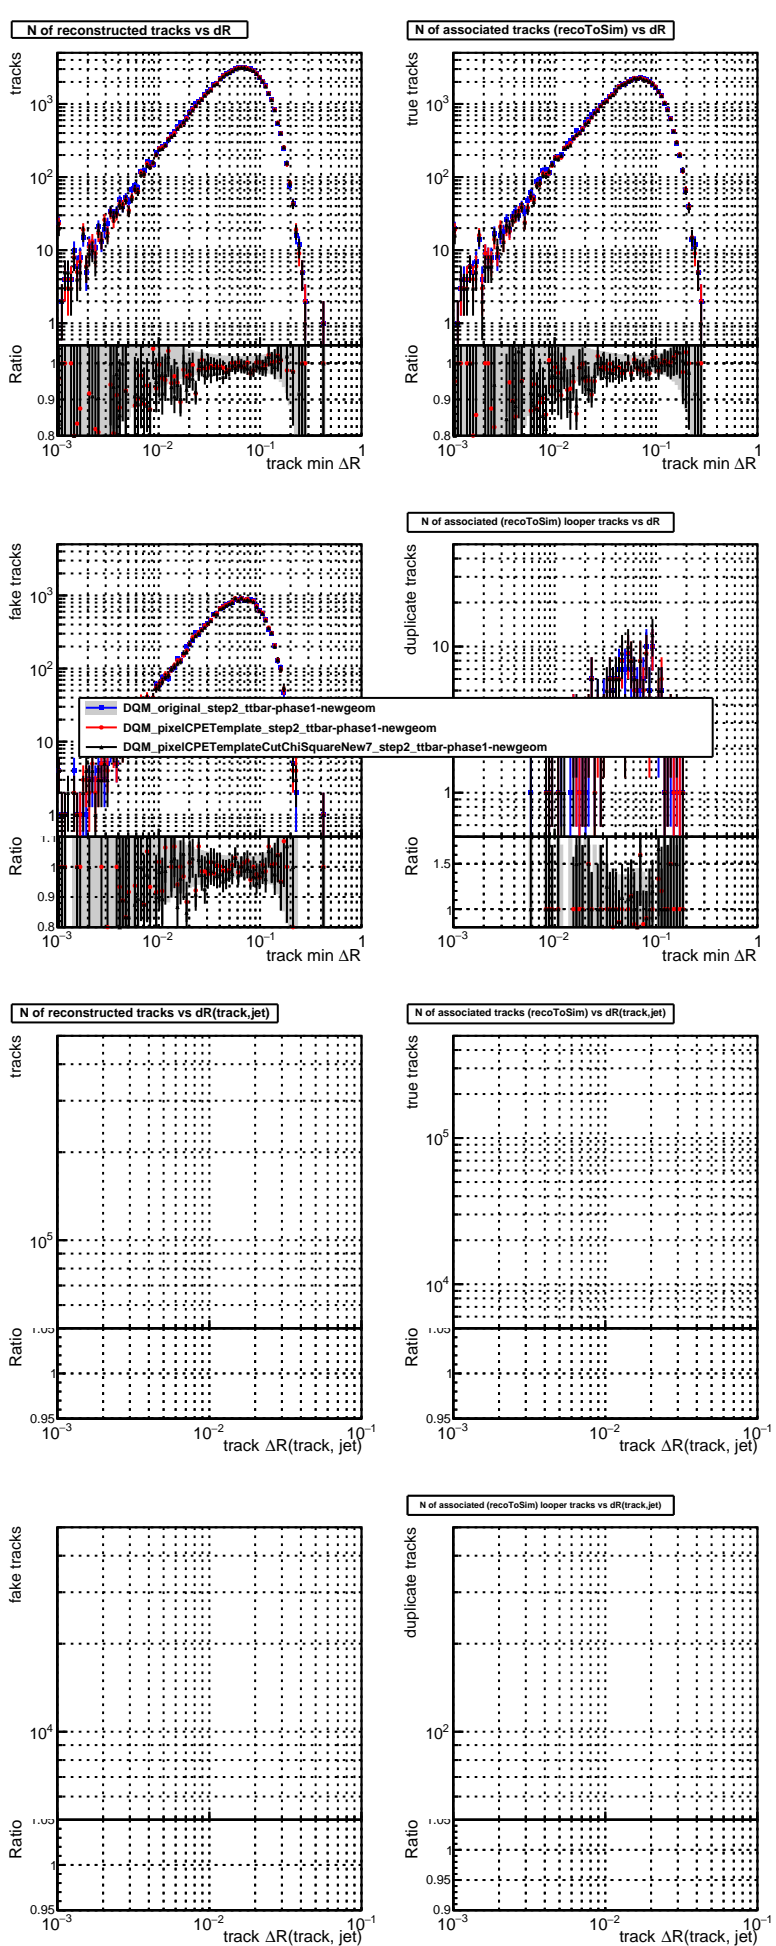 N of reconstructed tracks vs dR
tracks
10³
10²
10
1
Ratio
1
0.9
0.8
10⁻³ 10⁻² 10⁻¹ 1
track min ΔR
N of associated tracks (recoToSim) vs dR
true tracks
10³
10²
10
1
Ratio
1
0.9
0.8
10⁻³ 10⁻² 10⁻¹ 1
track min ΔR
fake tracks
10³
10²
10
1
Ratio
1.1
1
0.9
0.8
10⁻³ 10⁻² 10⁻¹ 1
track min ΔR
N of associated (recoToSim) looper tracks vs dR
duplicate tracks
10
1
Ratio
1.5
1
10⁻³ 10⁻² 10⁻¹ 1
track min ΔR
DQM_original_step2_ttbar-phase1-newgeom
DQM_pixelCPETemplate_step2_ttbar-phase1-newgeom
DQM_pixelCPETemplateCutChiSquareNew7_step2_ttbar-phase1-newgeom
N of reconstructed tracks vs dR(track,jet)
tracks
10⁵
Ratio
1.05
1
0.95
10⁻³ 10⁻² 10⁻¹
track ΔR(track, jet)
N of associated tracks (recoToSim) vs dR(track,jet)
true tracks
10⁵
10⁴
Ratio
1.05
1
0.95
10⁻³ 10⁻² 10⁻¹
track ΔR(track, jet)
fake tracks
10⁴
Ratio
1.05
1
0.95
10⁻³ 10⁻² 10⁻¹
track ΔR(track, jet)
N of associated (recoToSim) looper tracks vs dR(track,jet)
duplicate tracks
10²
Ratio
1.05
1
0.95
0.9
10⁻³ 10⁻² 10⁻¹
track ΔR(track, jet)